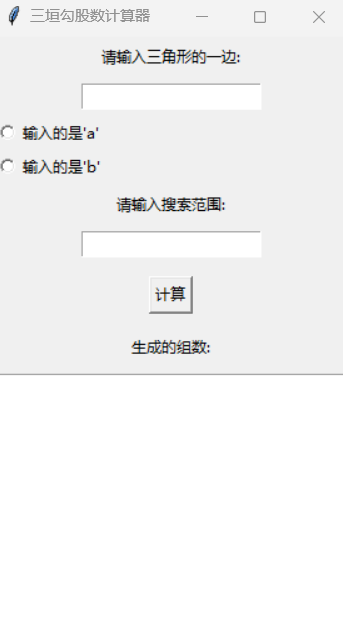 三垣勾股数计算器
请输入三角形的一边:
输入的是'a'
输入的是'b'
请输入搜索范围:
计算
生成的组数: